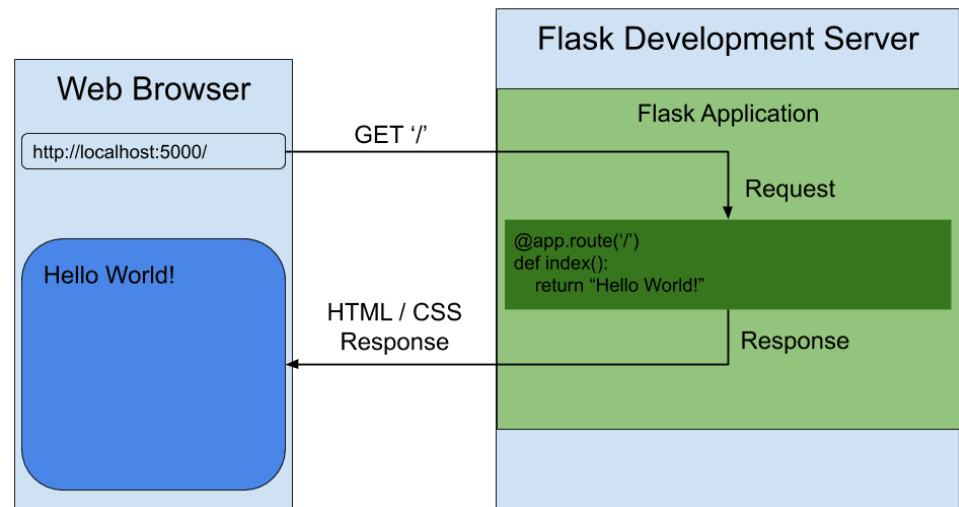 Flask Development Server
Web Browser
Flask Application
http://localhost:5000/
GET ‘/’
Request
@app.route(‘/’)
def index():
return “Hello World!”
Hello World!
HTML / CSS
Response
Response